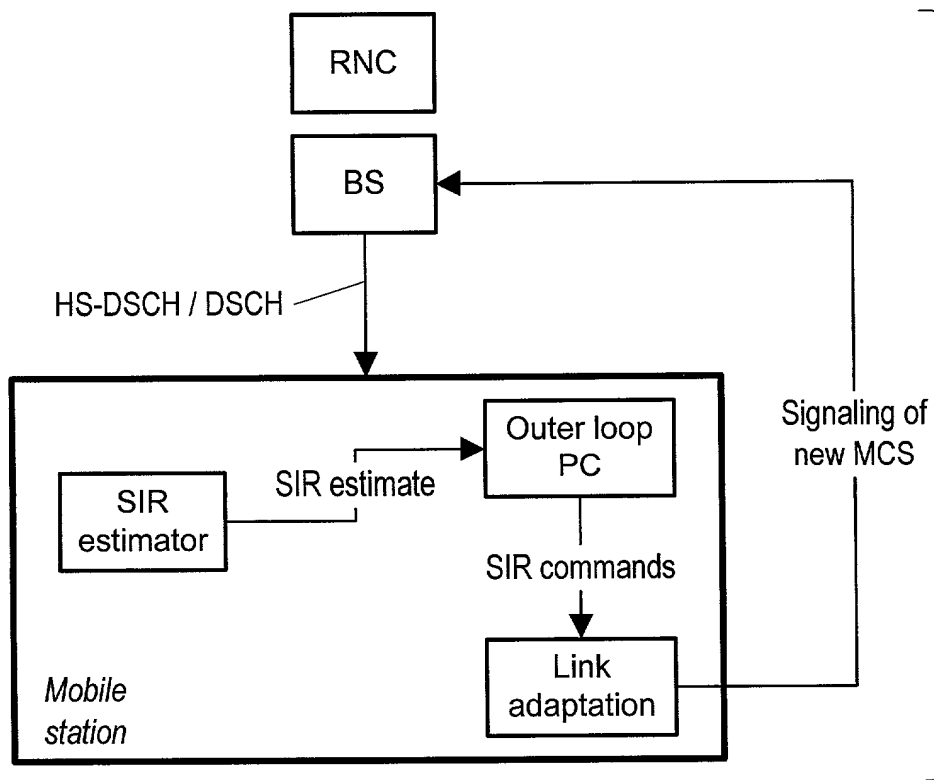 RNC
BS
HS-DSCH / DSCH
Signaling of
new MCS
Outer loop
PC
SIR estimate
SIR
estimator
SIR commands
Link
adaptation
Mobile
station